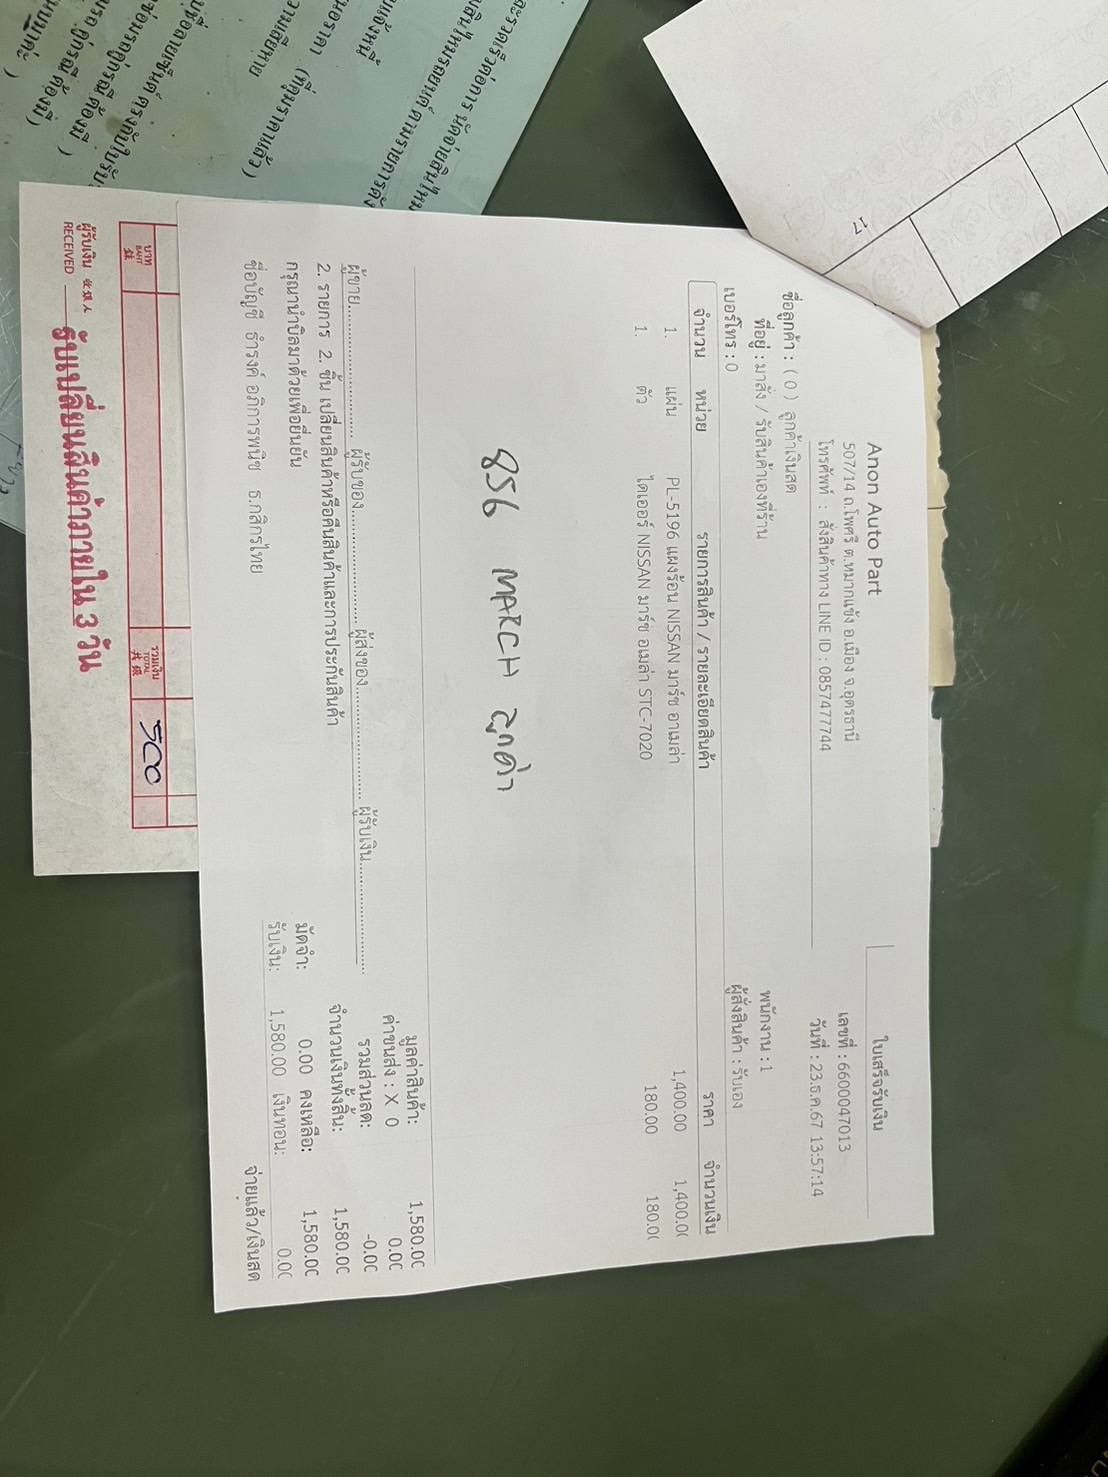 Anon Auto Part
507/14 ถ.โพศรี ต.หมากแข้ง อ.เมือง จ.อุดรธานี
โทรศัพท์ : สั่งสินค้าทาง LINE ID : 0857477744
ใบเสร็จรับเงิน
เลขที่ : 6600047013
วันที่ : 23.ธ.ค.67 13:57:14
ชื่อลูกค้า : ( 0 ) ลูกค้าเงินสด
ที่อยู่ : มาสั่ง / รับสินค้าเองที่ร้าน
เบอร์โทร : 0
พนักงาน : 1
ผู้สั่งสินค้า : รับเอง
จำนวน หน่วย รายการสินค้า / รายละเอียดสินค้า ราคา จำนวนเงิน
1. แผ่น PL-5196 แผงร้อน NISSAN มาร์ช อาเมล่า 1,400.00 1,400.00
1. ตัว ไดเออร์ NISSAN มาร์ช อเมล่า STC-7020 180.00 180.00
856 MARCH ลูกค้า
มูลค่าสินค้า: 1,580.00
ค่าขนส่ง : X 0 0.00
รวมส่วนลด: -0.00
จำนวนเงินทั้งสิ้น: 1,580.00
มัดจำ: 0.00 คงเหลือ: 1,580.00
รับเงิน: 1,580.00 เงินทอน: 0.00
จ่ายแล้ว/เงินสด
ผู้ขาย.................... ผู้รับของ.................... ผู้ส่งของ.................... ผู้รับเงิน....................
2. รายการ 2. ชิ้น เปลี่ยนสินค้าหรือคืนสินค้าและการประกันสินค้า
กรุณานำบิลมาด้วยเพื่อยืนยัน
ชื่อบัญชี ธำรงค์ อภิการพนิช ธ.กสิกรไทย
บาท
BAHT
รวมเงิน
TOTAL
共銀
500
ผู้รับเงิน
RECEIVED
รับเปลี่ยนสินค้าภายใน 3 วัน
17